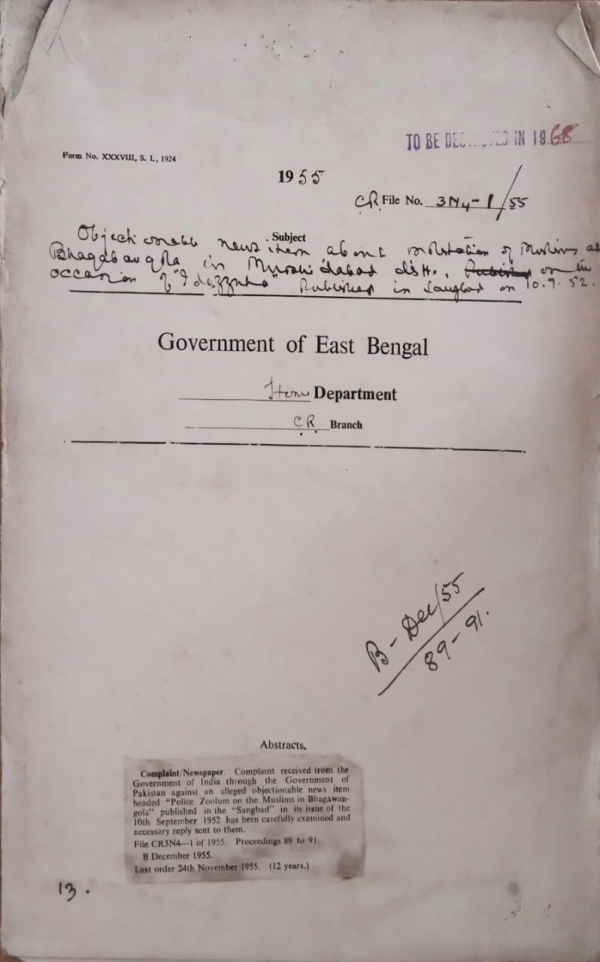 TO BE DES IN 1968
Form No. XXXVIII, S. I., 1924
1955
C.R. File No. 3N4-1/55
Subject
Objectionable news item about molestation of Muslims at
Bhagabangola in Murshidabad distt., on the
occasion of "Iduzzuha" Published in Sangbad on 10.9.52.
Government of East Bengal
Home Department
C.R. Branch
B- Dec/55
89-91.
Abstracts.
Complaint/Newspaper. Complaint received from the
Government of India through the Government of
Pakistan against an alleged objectionable news item
headed "Police Zoolum on the Muslims in Bhagawan-
gola" published in the "Sangbad" in its issue of the
10th September 1952 has been carefully examined and
necessary reply sent to them.
File CR3N4—1 of 1955. Proceedings 89 to 91.
B December 1955.
Last order 24th November 1955. (12 years.)
13.